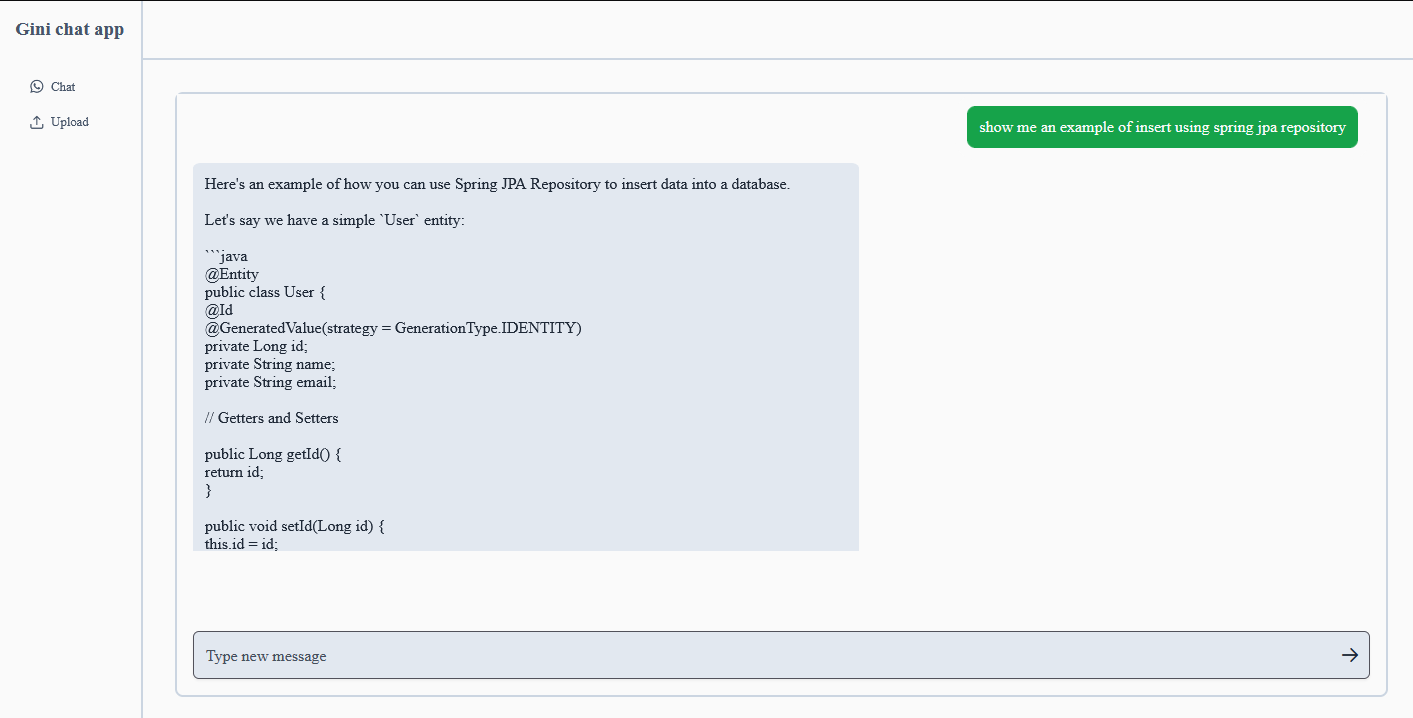 Gini chat app
Chat
Upload
show me an example of insert using spring jpa repository
Here's an example of how you can use Spring JPA Repository to insert data into a database.
Let's say we have a simple `User` entity:
```java
@Entity
public class User {
@Id
@GeneratedValue(strategy = GenerationType.IDENTITY)
private Long id;
private String name;
private String email;
// Getters and Setters
public Long getId() {
return id;
}
public void setId(Long id) {
this.id = id;
Type new message